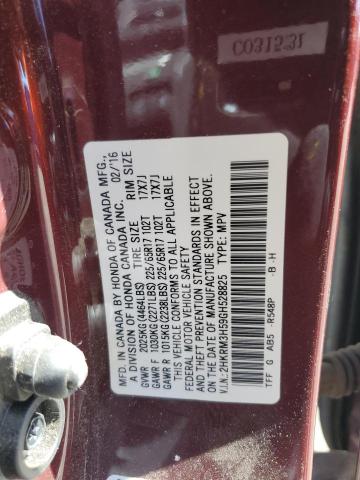 MFD. IN CANADA BY HONDA OF CANADA MFG.,
A DIVISION OF HONDA CANADA INC. 02/16
TIRE SIZE RIM SIZE
GVWR 2025KG(4464LBS)
GAWR F 1030KG(2271LBS)225/65R17 102T 17X7J
GAWR R 1015KG(2238LBS)225/65R17 102T 17X7J
THIS VEHICLE CONFORMS TO ALL APPLICABLE
FEDERAL MOTOR VEHICLE SAFETY
AND THEFT PREVENTION STANDARDS IN EFFECT
ON THE DATE OF MANUFACTURE SHOWN ABOVE.
V.I.N.: 2HKRM3H59GH528825 TYPE: MPV
TFF G AB5 -R548P -B -H
C031531